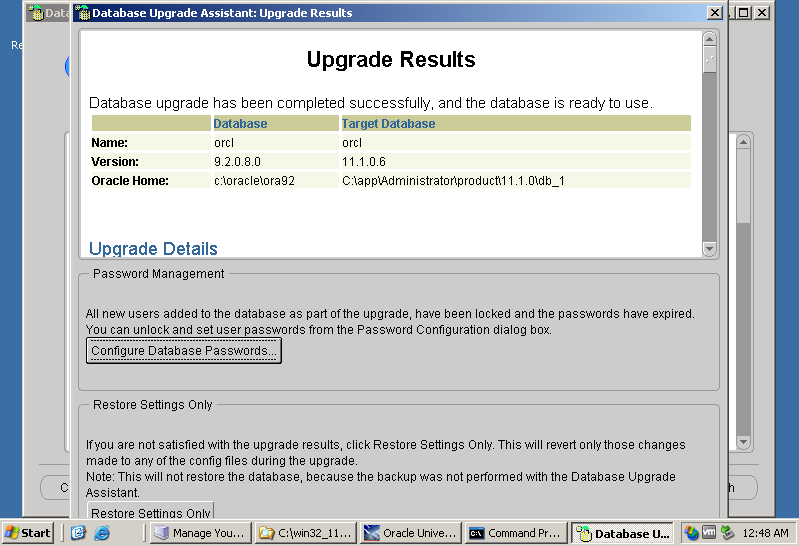 Da
Database Upgrade Assistant: Upgrade Results
Re
Upgrade Results
Database upgrade has been completed successfully, and the database is ready to use.
Database Target Database
Name: orcl orcl
Version: 9.2.0.8.0 11.1.0.6
Oracle Home: c:\oracle\ora92 C:\app\Administrator\product\11.1.0\db_1
Upgrade Details
Password Management
All new users added to the database as part of the upgrade, have been locked and the passwords have expired.
You can unlock and set user passwords from the Password Configuration dialog box.
Configure Database Passwords...
Restore Settings Only
If you are not satisfied with the upgrade results, click Restore Settings Only. This will revert only those changes
made to any of the config files during the upgrade.
Note: This will not restore the database, because the backup was not performed with the Database Upgrade
Assistant.
C
h
Restore Settings Only
Start Manage You... C:\win32_11... Oracle Unive... Command Pr... Database U... 12:48 AM